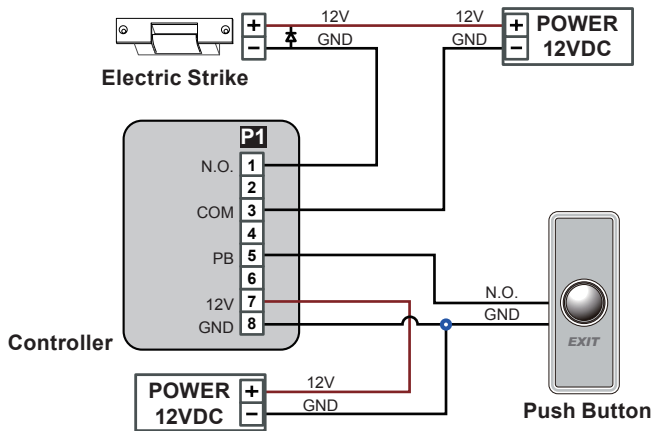 + 12V 12V + POWER
− GND GND − 12VDC
Electric Strike
P1
N.O. 1
2
COM 3
4
PB 5
6
12V 7
GND 8
N.O.
GND
EXIT
Controller
POWER + 12V
12VDC − GND
Push Button